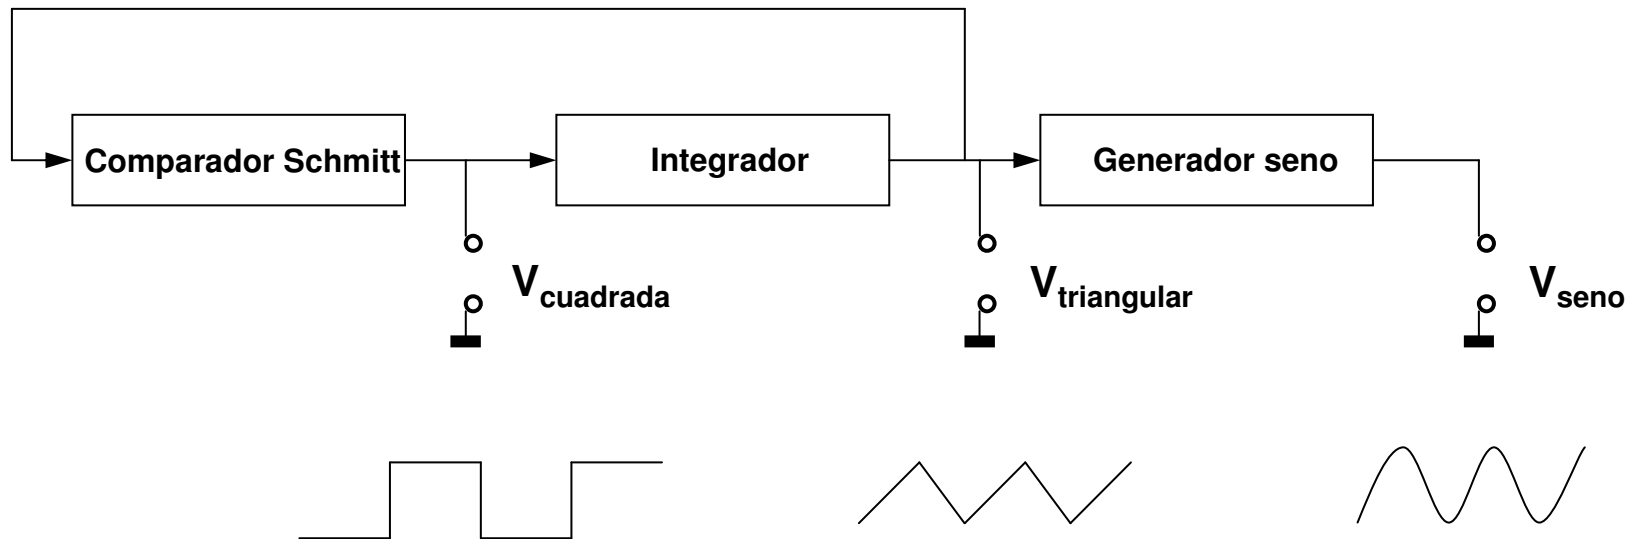 Comparador Schmitt
Integrador
Generador seno
Vcuadrada
Vtriangular
Vseno